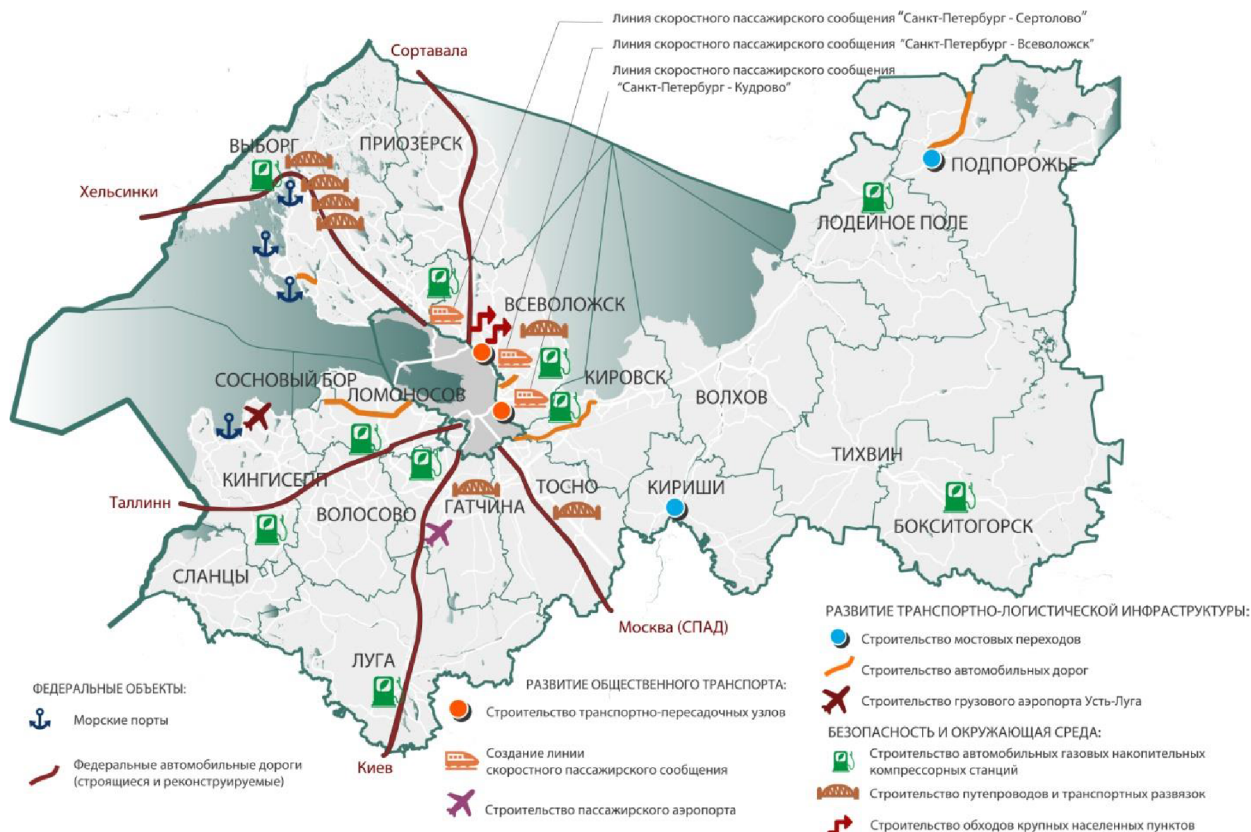 Линия скоростного пассажирского сообщения "Санкт-Петербург - Сертолово"
Линия скоростного пассажирского сообщения "Санкт-Петербург - Всеволожск"
Линия скоростного пассажирского сообщения
"Санкт-Петербург - Кудрово"
Сортавала
ВЫБОРГ
ПРИОЗЕРСК
ПОДПОРОЖЬЕ
Хельсинки
ЛОДЕЙНОЕ ПОЛЕ
ВСЕВОЛОЖСК
СОСНОВЫЙ БОР
ЛОМОНОСОВ
КИРОВСК
ВОЛХОВ
ТИХВИН
КИНГИСЕПП
Таллинн
ВОЛОСОВО
ГАТЧИНА
ТОСНО
КИРИШИ
БОКСИТОГОРСК
СЛАНЦЫ
Москва (СПАД)
ЛУГА
Киев
ФЕДЕРАЛЬНЫЕ ОБЪЕКТЫ:
Морские порты
Федеральные автомобильные дороги
(строящиеся и реконструируемые)
РАЗВИТИЕ ОБЩЕСТВЕННОГО ТРАНСПОРТА:
Строительство транспортно-пересадочных узлов
Создание линии
скоростного пассажирского сообщения
Строительство пассажирского аэропорта
РАЗВИТИЕ ТРАНСПОРТНО-ЛОГИСТИЧЕСКОЙ ИНФРАСТРУКТУРЫ:
Строительство мостовых переходов
Строительство автомобильных дорог
Строительство грузового аэропорта Усть-Луга
БЕЗОПАСНОСТЬ И ОКРУЖАЮЩАЯ СРЕДА:
Строительство автомобильных газовых накопительных
компрессорных станций
Строительство путепроводов и транспортных развязок
Строительство обходов крупных населенных пунктов